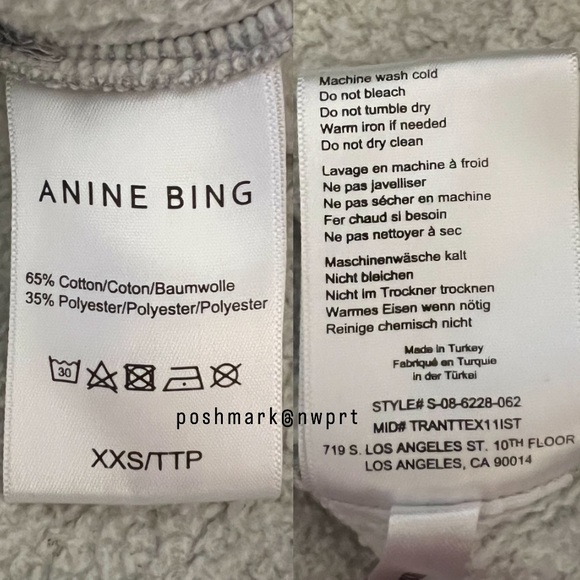 ANINE BING
65% Cotton/Coton/Baumwolle
35% Polyester/Polyester/Polyester
30
XXS/TTP
Machine wash cold
Do not bleach
Do not tumble dry
Warm iron if needed
Do not dry clean
Lavage en machine à froid
Ne pas javelliser
Ne pas sécher en machine
Fer chaud si besoin
Ne pas nettoyer à sec
Maschinenwäsche kalt
Nicht bleichen
Nicht im Trockner trocknen
Warmes Eisen wenn nötig
Reinige chemisch nicht
Made in Turkey
Fabriqué en Turquie
in der Türkei
STYLE# S-08-6228-062
MID# TRANTTEX11IST
719 S. LOS ANGELES ST. 10TH FLOOR
LOS ANGELES, CA 90014
poshmark@nwprt